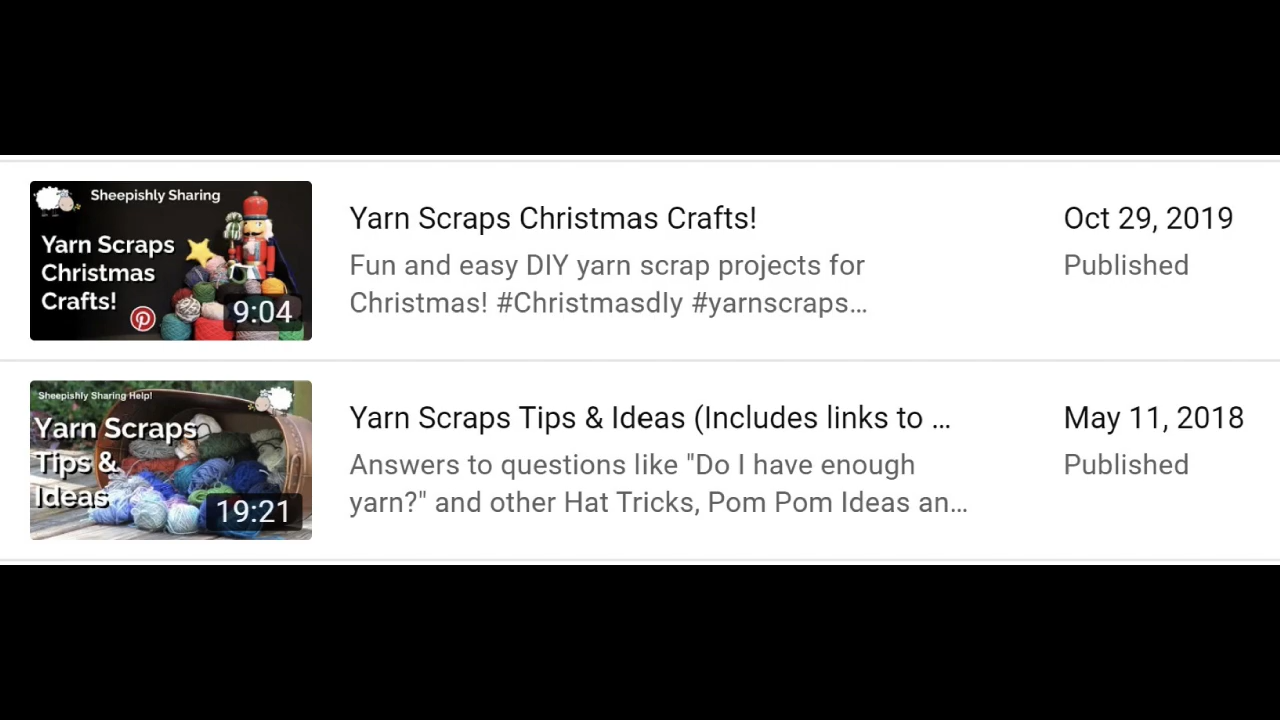 Sheepishly Sharing
Yarn Scraps
Christmas
Crafts!
9:04
Yarn Scraps Christmas Crafts!
Fun and easy DIY yarn scrap projects for
Christmas! #ChristmasdIy #yarnscraps…
Oct 29, 2019
Published
Sheepishly Sharing Help!
Yarn Scraps
Tips &
Ideas
19:21
Yarn Scraps Tips & Ideas (Includes links to …
Answers to questions like "Do I have enough
yarn?" and other Hat Tricks, Pom Pom Ideas an…
May 11, 2018
Published